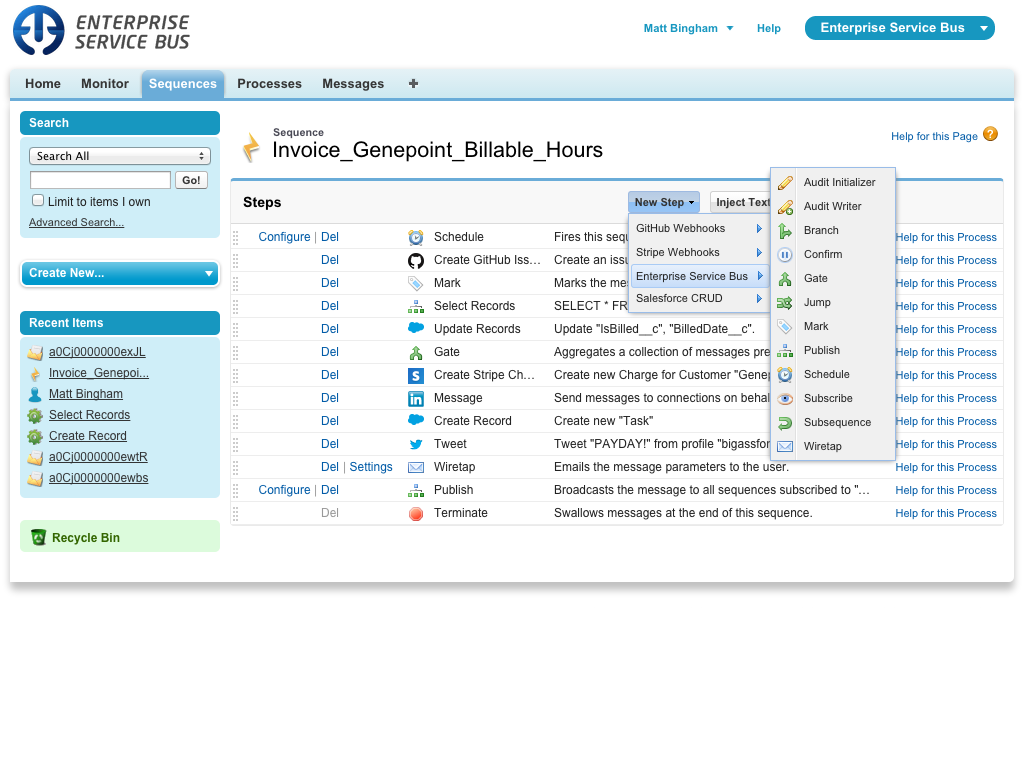 ENTERPRISE
SERVICE BUS
Matt Bingham
Help
Enterprise Service Bus
Home
Monitor
Sequences
Processes
Messages
Search
Search All
Go!
Limit to items I own
Advanced Search...
Create New...
Recent Items
a0Cj0000000exJL
Invoice_Genepoi...
Matt Bingham
Select Records
Create Record
a0Cj0000000ewtR
a0Cj0000000ewbs
Recycle Bin
Sequence
Invoice_Genepoint_Billable_Hours
Help for this Page
Steps
New Step
Inject Text
GitHub Webhooks
Stripe Webhooks
Enterprise Service Bus
Salesforce CRUD
Audit Initializer
Audit Writer
Branch
Confirm
Gate
Jump
Mark
Publish
Schedule
Subscribe
Subsequence
Wiretap
Configure | Del Schedule Fires this Help for this Process
Del Create GitHub Iss... Create an Help for this Process
Del Mark Marks the Help for this Process
Del Select Records SELECT * Help for this Process
Del Update Records Update "IsBilled__c", "BilledDate__c". Help for this Process
Del Gate Aggregates a collection of messages Help for this Process
Del Create Stripe Ch... Create new Charge for Customer Help for this Process
Del Message Send messages to connections on Help for this Process
Del Create Record Create new "Task" Help for this Process
Del Tweet Tweet "PAYDAY!" from profile Help for this Process
Del | Settings Wiretap Emails the message parameters to the user. Help for this Process
Configure | Del Publish Broadcasts the message to all sequences subscribed to "... Help for this Process
Del Terminate Swallows messages at the end of this sequence. Help for this Process